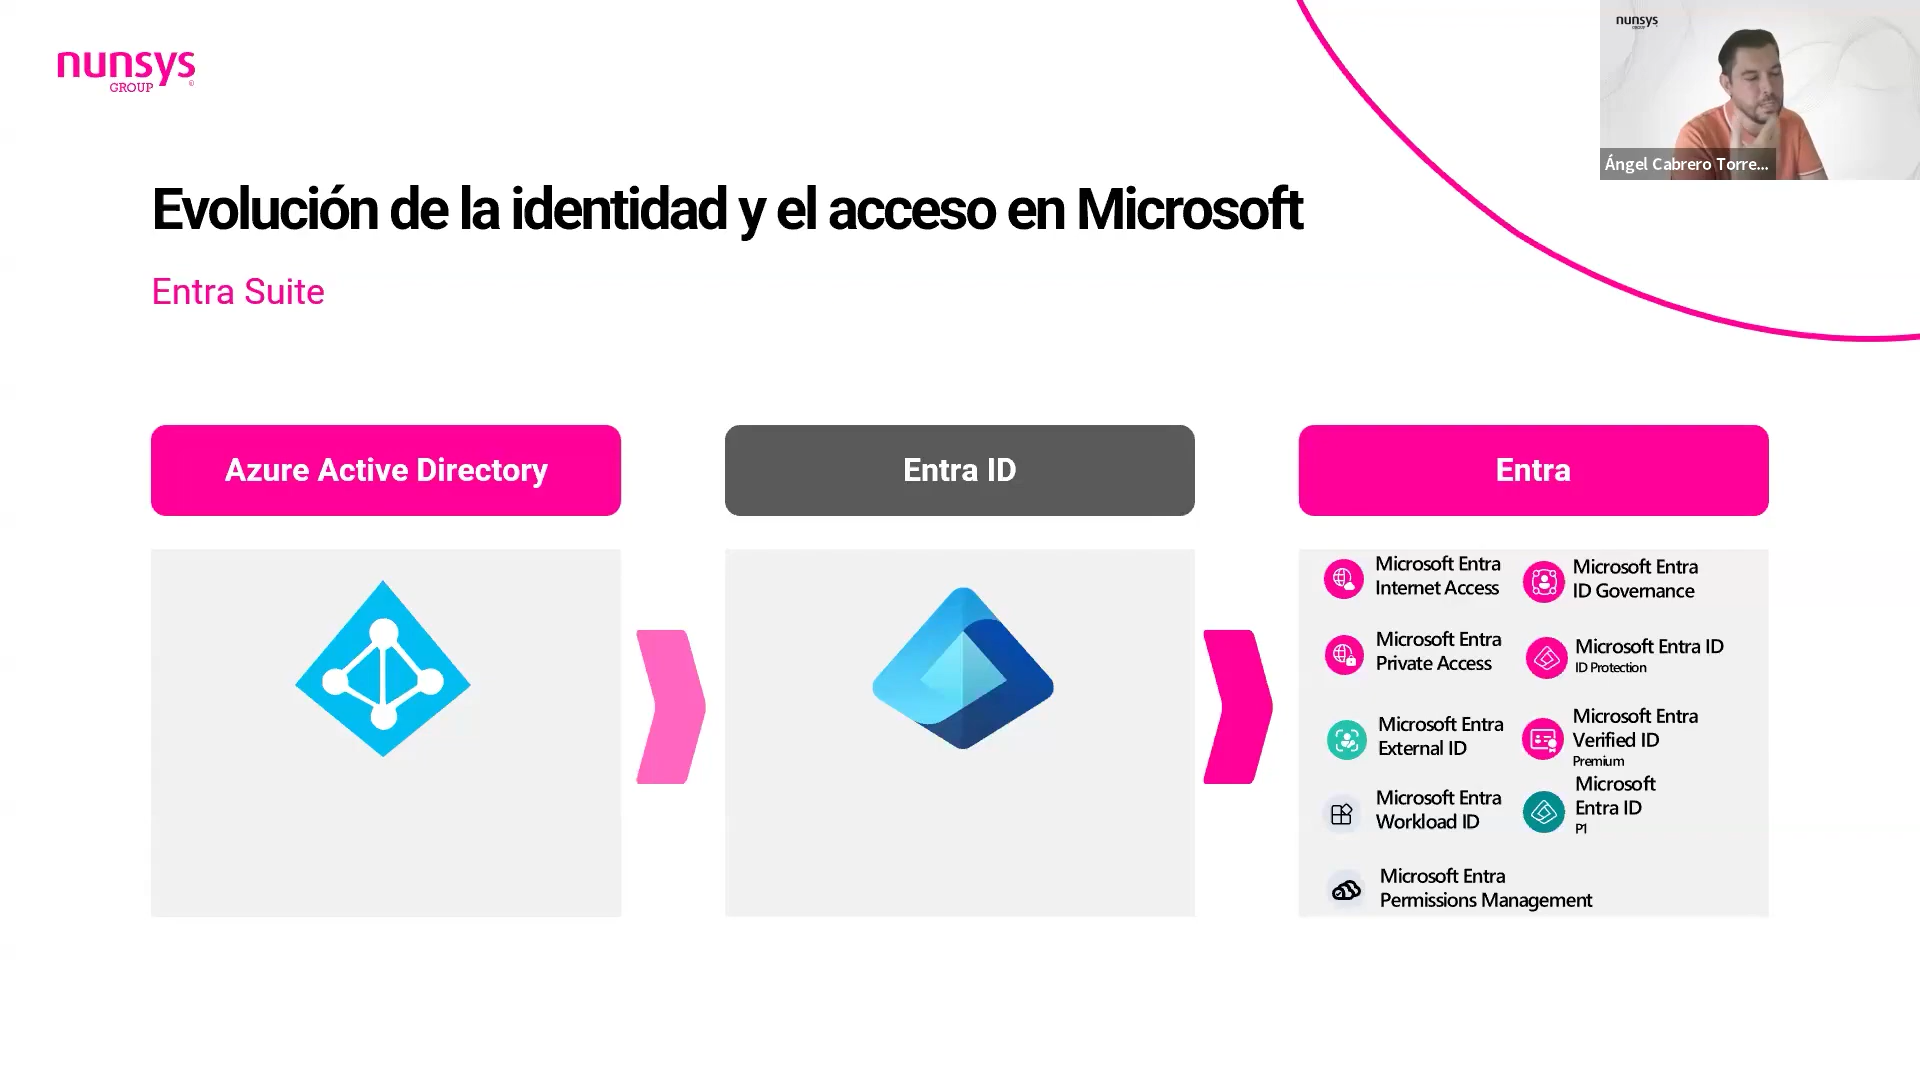 nunsys
GROUP
nunsys
GROUP
Ángel Cabrero Torre...
Evolución de la identidad y el acceso en Microsoft
Entra Suite
Azure Active Directory
Entra ID
Entra
Microsoft Entra
Internet Access
Microsoft Entra
ID Governance
Microsoft Entra
Private Access
Microsoft Entra ID
ID Protection
Microsoft Entra
External ID
Microsoft Entra
Verified ID
Premium
Microsoft Entra
Workload ID
Microsoft
Entra ID
P1
Microsoft Entra
Permissions Management